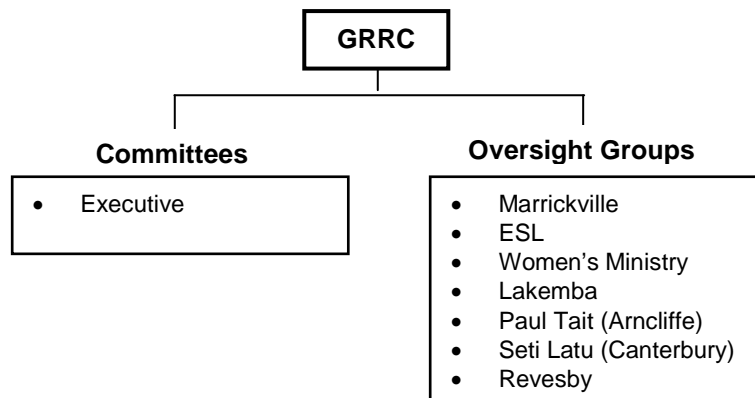 GRRC
Committees
• Executive
Oversight Groups
• Marrickville
• ESL
• Women's Ministry
• Lakemba
• Paul Tait (Arncliffe)
• Seti Latu (Canterbury)
• Revesby